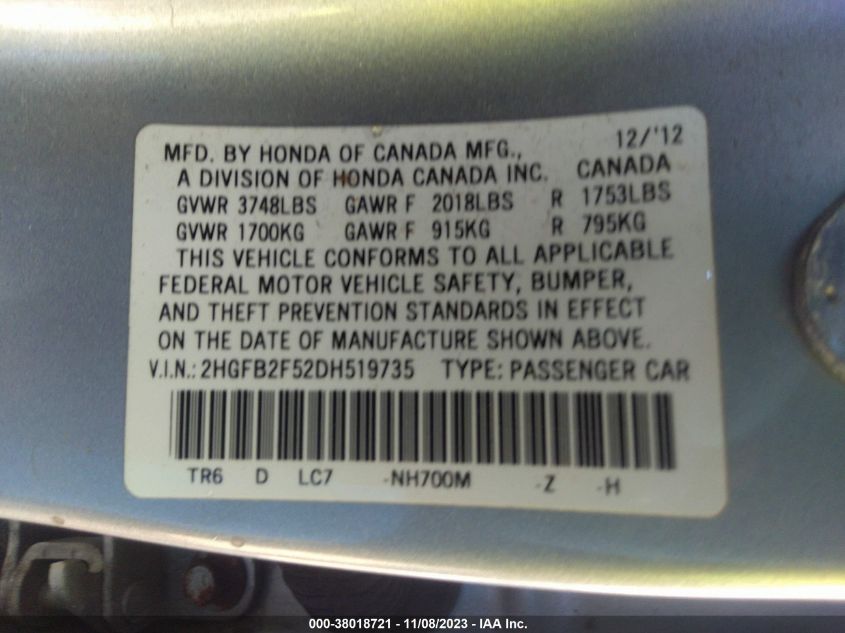 12/'12
MFD. BY HONDA OF CANADA MFG.,
A DIVISION OF HONDA CANADA INC. CANADA
GVWR 3748LBS GAWR F 2018LBS R 1753LBS
GVWR 1700KG GAWR F 915KG R 795KG
THIS VEHICLE CONFORMS TO ALL APPLICABLE
FEDERAL MOTOR VEHICLE SAFETY, BUMPER,
AND THEFT PREVENTION STANDARDS IN EFFECT
ON THE DATE OF MANUFACTURE SHOWN ABOVE.
V.I.N.: 2HGFB2F52DH519735 TYPE: PASSENGER CAR
TR6 D LC7 -NH700M -Z -H
000-38018721 - 11/08/2023 - IAA Inc.